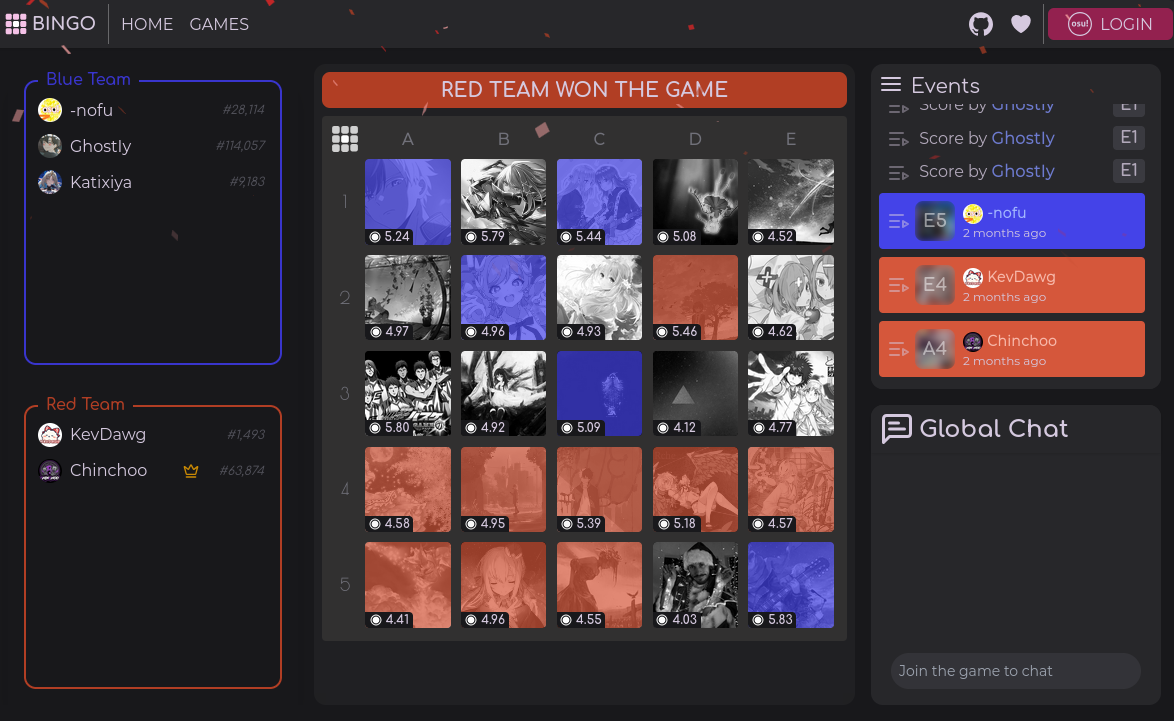 BINGO HOME GAMES osu! LOGIN
Blue Team
-nofu #28,114
Ghostly #114,057
Katixiya #9,183
Red Team
KevDawg #1,493
Chinchoo #63,874
RED TEAM WON THE GAME
A B C D E
1
5.24 5.79 5.44 5.08 4.52
2
4.97 4.96 4.93 5.46 4.62
3
5.80 4.92 5.09 4.12 4.77
4
4.58 4.95 5.39 5.18 4.57
5
4.41 4.96 4.55 4.03 5.83
Events
Score by Ghostly E1
Score by Ghostly E1
Score by Ghostly E1
E5 -nofu
2 months ago
E4 KevDawg
2 months ago
A4 Chinchoo
2 months ago
Global Chat
Join the game to chat